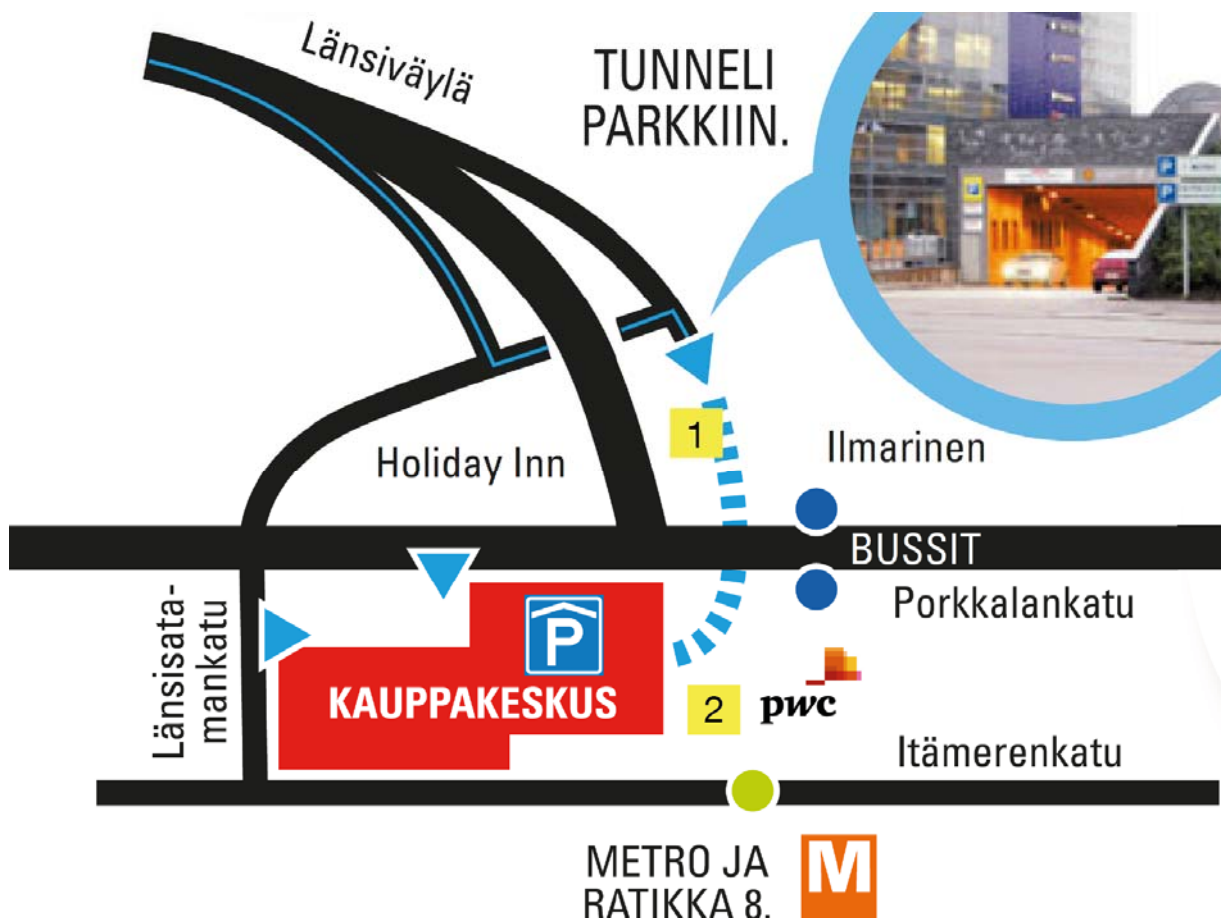 Länsiväylä
TUNNELI
PARKKIIN.
P
P
1
Ilmarinen
Holiday Inn
BUSSIT
P
Porkkalankatu
Länsisata-
mankatu
KAUPPAKESKUS
2
pwc
Itämerenkatu
METRO JA
RATIKKA 8.
M